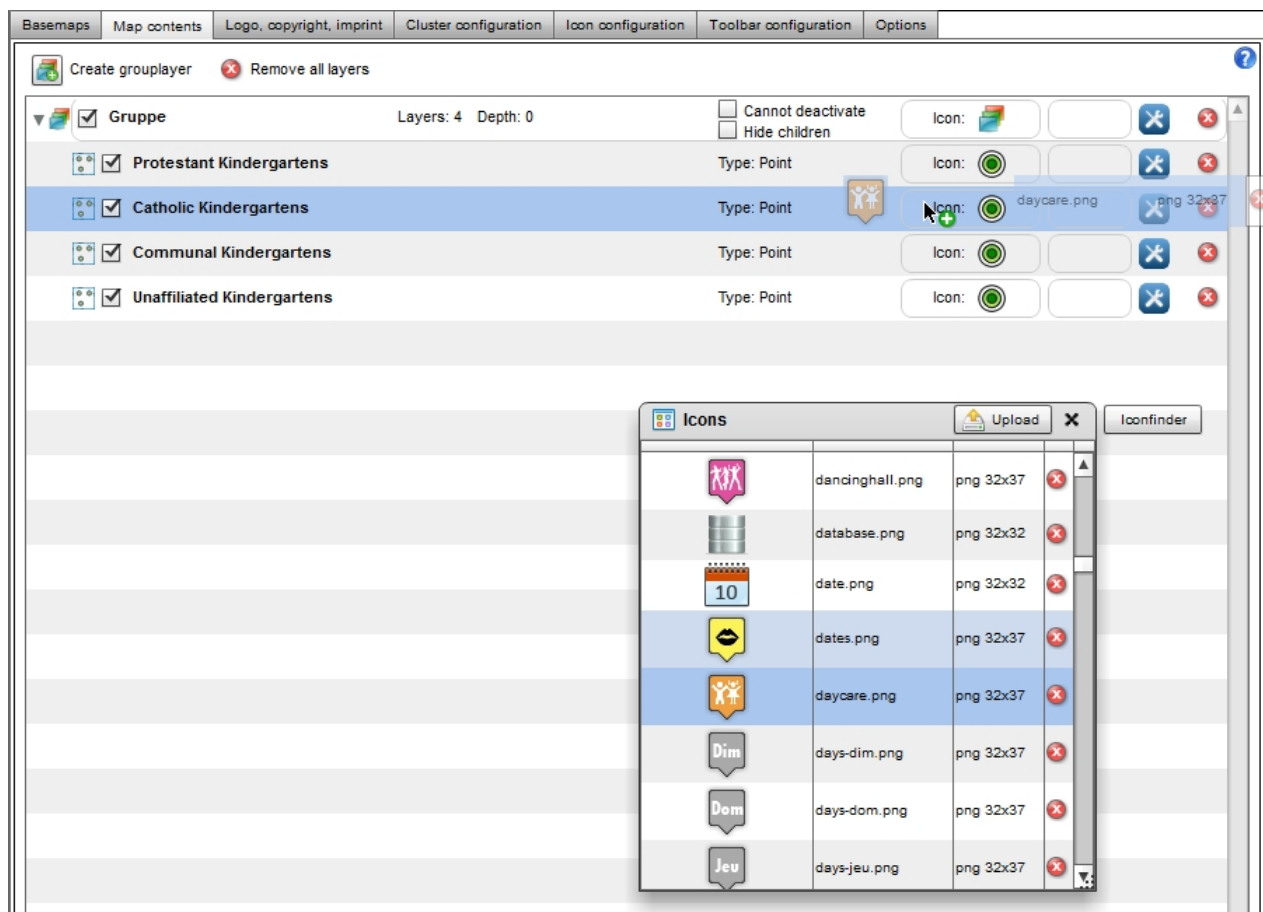 Basemaps Map contents Logo, copyright, imprint Cluster configuration Icon configuration Toolbar configuration Options
Create grouplayer Remove all layers
Gruppe Layers: 4 Depth: 0 Cannot deactivate Icon:
Hide children
Protestant Kindergartens Type: Point Icon:
Catholic Kindergartens Type: Point Icon: daycare.png png 32x37
Communal Kindergartens Type: Point Icon:
Unaffiliated Kindergartens Type: Point Icon:
Icons Upload Iconfinder
dancinghall.png png 32x37
database.png png 32x32
10 date.png png 32x32
dates.png png 32x37
daycare.png png 32x37
Dim days-dim.png png 32x37
Dom days-dom.png png 32x37
Jeu days-jeu.png png 32x37